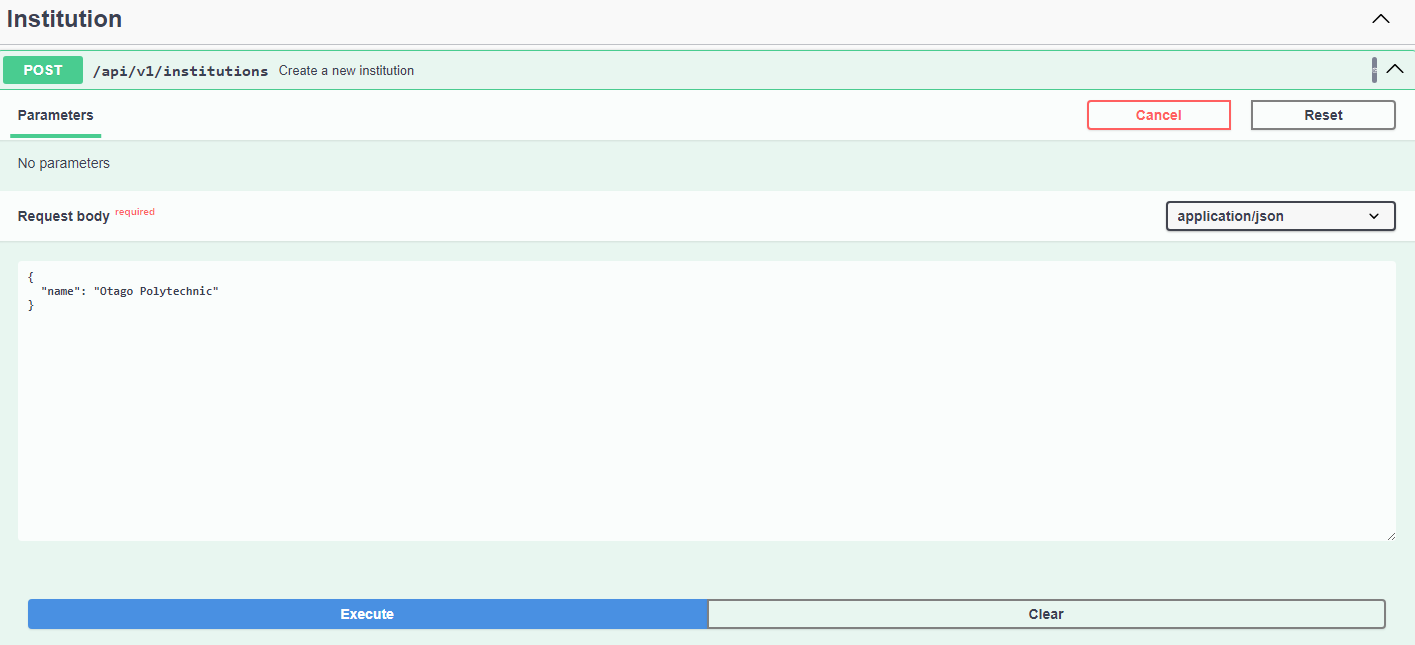 Institution
POST /api/v1/institutions Create a new institution
Parameters Cancel Reset
No parameters
Request body required application/json
{
"name": "Otago Polytechnic"
}
Execute Clear